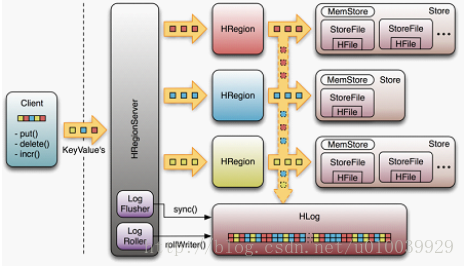 Client
- put()
- delete()
- incr()
KeyValue's
HRegionServer
Log
Flusher
Log
Roller
sync()
rollWriter()
HRegion
HRegion
HRegion
MemStore
Store
StoreFile
HFile
StoreFile
HFile
...
MemStore
Store
StoreFile
HFile
MemStore
Store
StoreFile
HFile
StoreFile
HFile
...
HLog
http://blog.csdn.net/u010039929